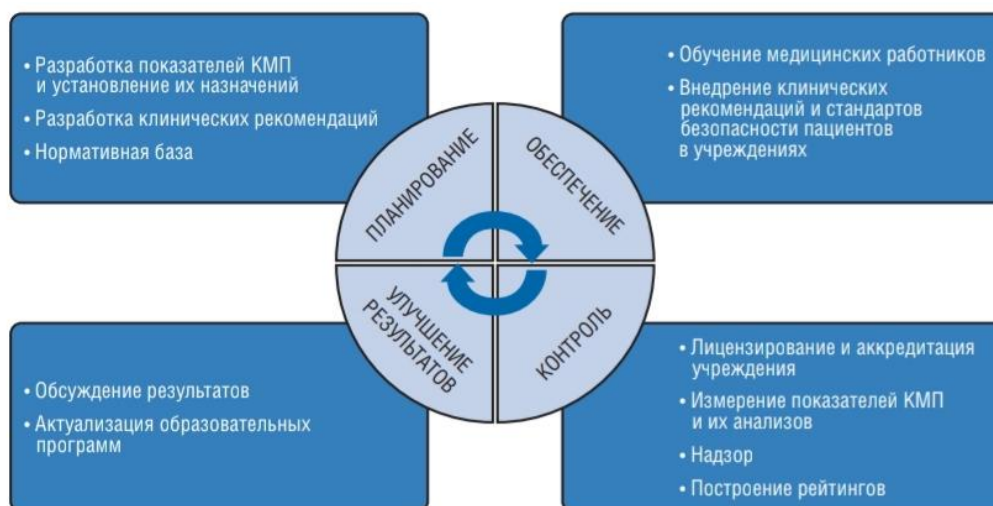 • Разработка показателей КМП
и установление их назначений
• Разработка клинических рекомендаций
• Нормативная база
• Обучение медицинских работников
• Внедрение клинических
рекомендаций и стандартов
безопасности пациентов
в учреждениях
ПЛАНИРОВАНИЕ
ОБЕСПЕЧЕНИЕ
УЛУЧШЕНИЕ
РЕЗУЛЬТАТОВ
КОНТРОЛЬ
• Обсуждение результатов
• Актуализация образовательных
программ
• Лицензирование и аккредитация
учреждения
• Измерение показателей КМП
и их анализов
• Надзор
• Построение рейтингов